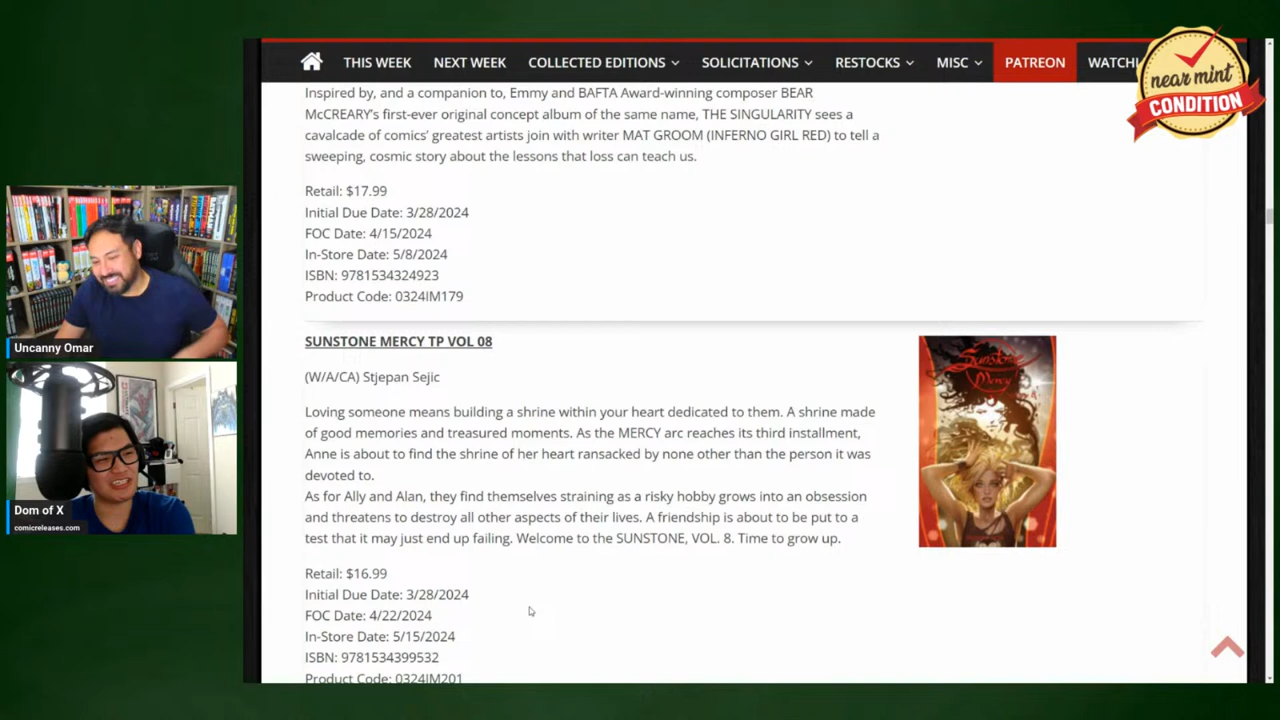 THIS WEEK NEXT WEEK COLLECTED EDITIONS SOLICITATIONS RESTOCKS MISC PATREON
near mint
CONDITION
Inspired by, and a companion to, Emmy and BAFTA Award-winning composer BEAR
McCREARY's first-ever original concept album of the same name, THE SINGULARITY sees a
cavalcade of comics' greatest artists join with writer MAT GROOM (INFERNO GIRL RED) to tell a
sweeping, cosmic story about the lessons that loss can teach us.
Retail: $17.99
Initial Due Date: 3/28/2024
FOC Date: 4/15/2024
In-Store Date: 5/8/2024
ISBN: 9781534324923
Product Code: 0324IM179
Uncanny Omar
SUNSTONE MERCY TP VOL 08
(W/A/CA) Stjepan Sejic
Sunstone
Mercy
Loving someone means building a shrine within your heart dedicated to them. A shrine made
of good memories and treasured moments. As the MERCY arc reaches its third installment,
Anne is about to find the shrine of her heart ransacked by none other than the person it was
devoted to.
As for Ally and Alan, they find themselves straining as a risky hobby grows into an obsession
and threatens to destroy all other aspects of their lives. A friendship is about to be put to a
test that it may just end up failing. Welcome to the SUNSTONE, VOL. 8. Time to grow up.
Dom of X
comicreleases.com
Retail: $16.99
Initial Due Date: 3/28/2024
FOC Date: 4/22/2024
In-Store Date: 5/15/2024
ISBN: 9781534399532
Product Code: 0324IM201